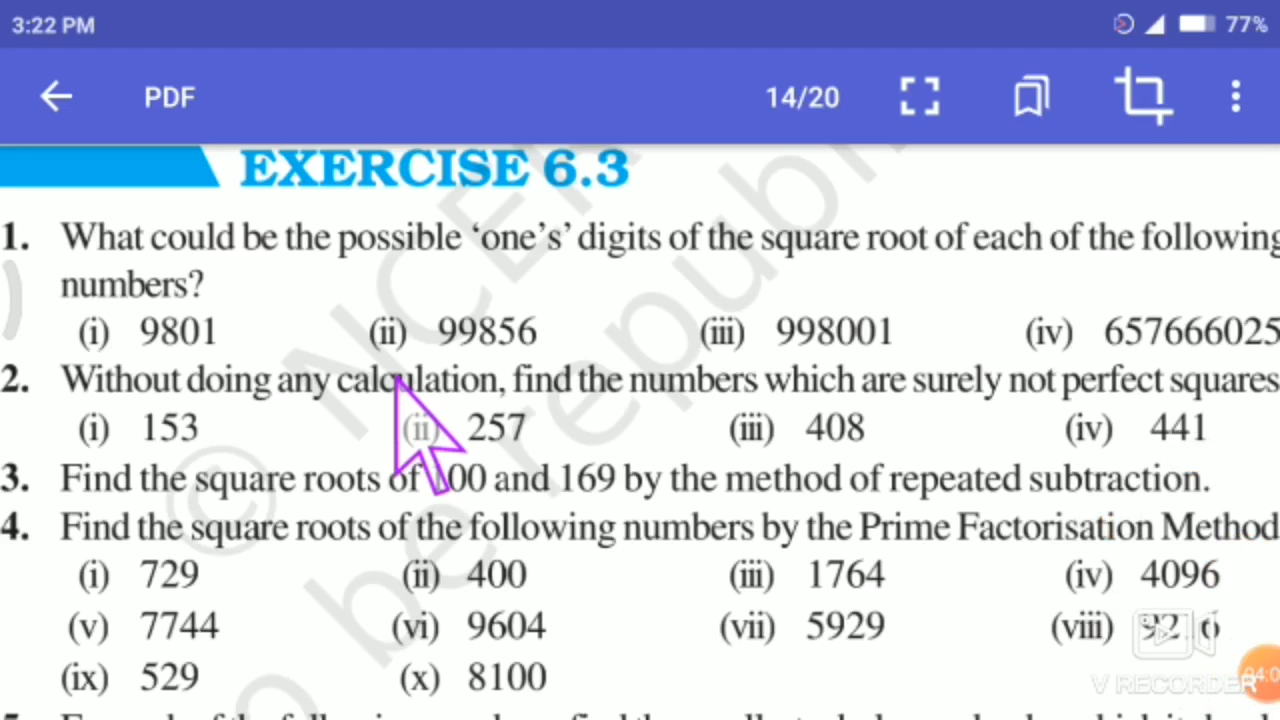 3:22 PM 77%
PDF 14/20
EXERCISE 6.3
1. What could be the possible ‘one’s’ digits of the square root of each of the following
numbers?
(i) 9801 (ii) 99856 (iii) 998001 (iv) 657666025
2. Without doing any calculation, find the numbers which are surely not perfect squares
(i) 153 (ii) 257 (iii) 408 (iv) 441
3. Find the square roots of 100 and 169 by the method of repeated subtraction.
4. Find the square roots of the following numbers by the Prime Factorisation Method
(i) 729 (ii) 400 (iii) 1764 (iv) 4096
(v) 7744 (vi) 9604 (vii) 5929 (viii)
(ix) 529 (x) 8100
V RECORDER
© NCER
be republi